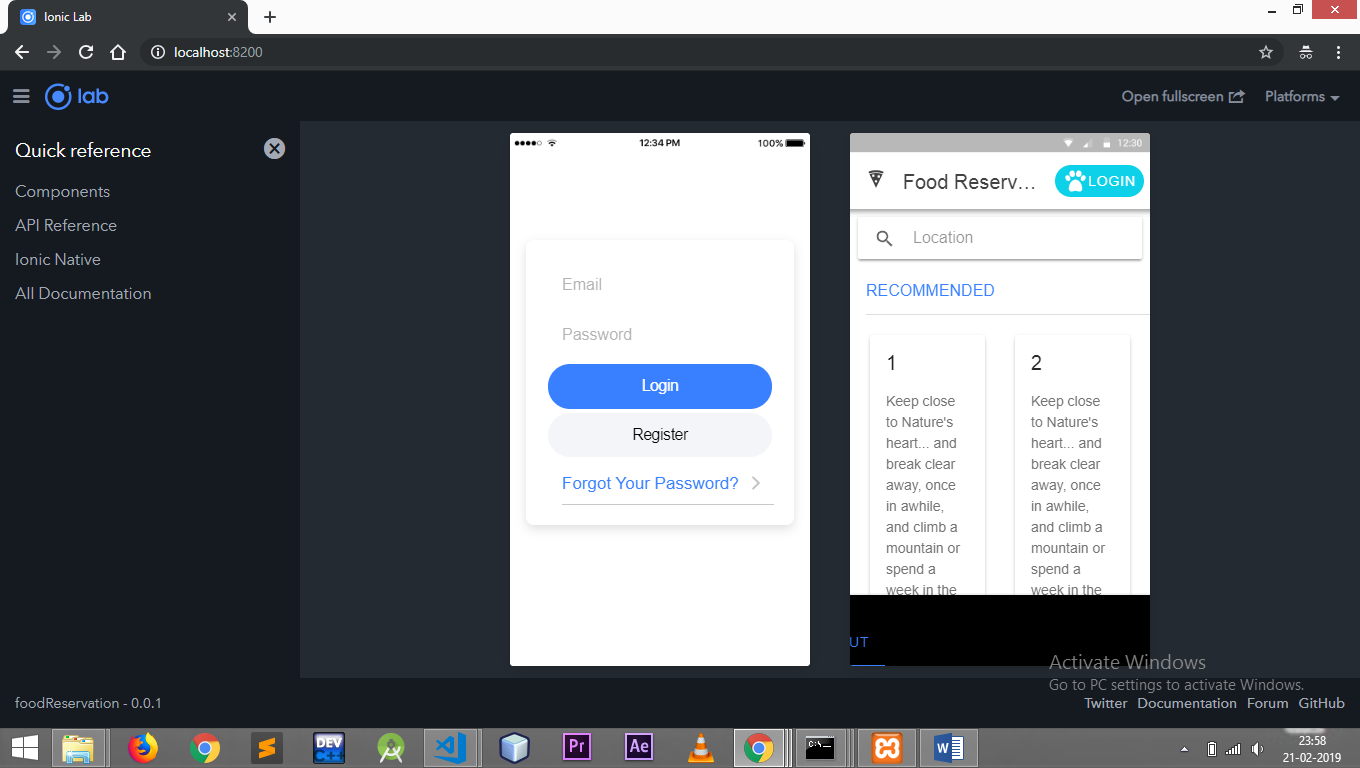 Ionic Lab
localhost:8200
lab
Open fullscreen
Platforms
Quick reference
Components
API Reference
Ionic Native
All Documentation
12:34 PM
100%
Email
Password
Login
Register
Forgot Your Password?
12:30
Food Reserv...
LOGIN
Location
RECOMMENDED
1
Keep close
to Nature's
heart... and
break clear
away, once
in awhile,
and climb a
mountain or
spend a
week in the
2
Keep close
to Nature's
heart... and
break clear
away, once
in awhile,
and climb a
mountain or
spend a
week in the
UT
Activate Windows
Go to PC settings to activate Windows.
foodReservation - 0.0.1
Twitter Documentation Forum GitHub
DEV
C++
Pr
Ae
C:\
W
23:58
21-02-2019